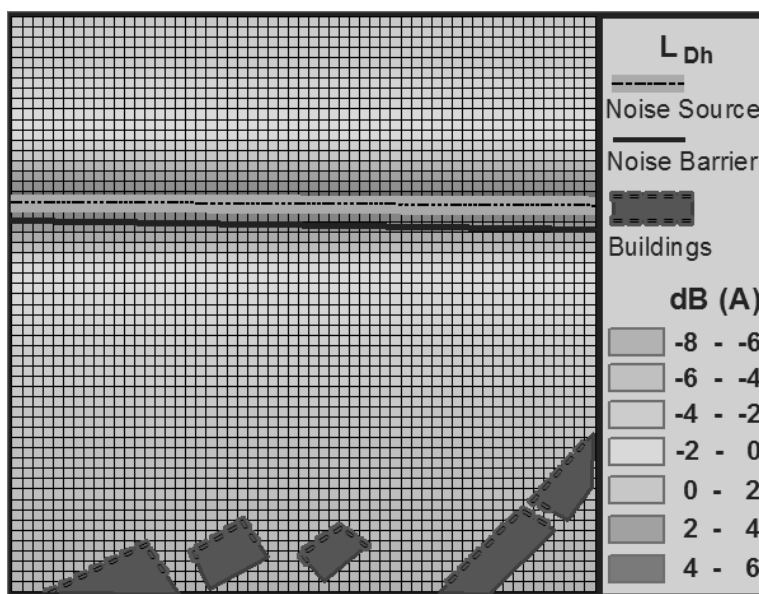 L Dh
Noise Source
Noise Barrier
Buildings
dB (A)
-8 - -6
-6 - -4
-4 - -2
-2 - 0
0 - 2
2 - 4
4 - 6